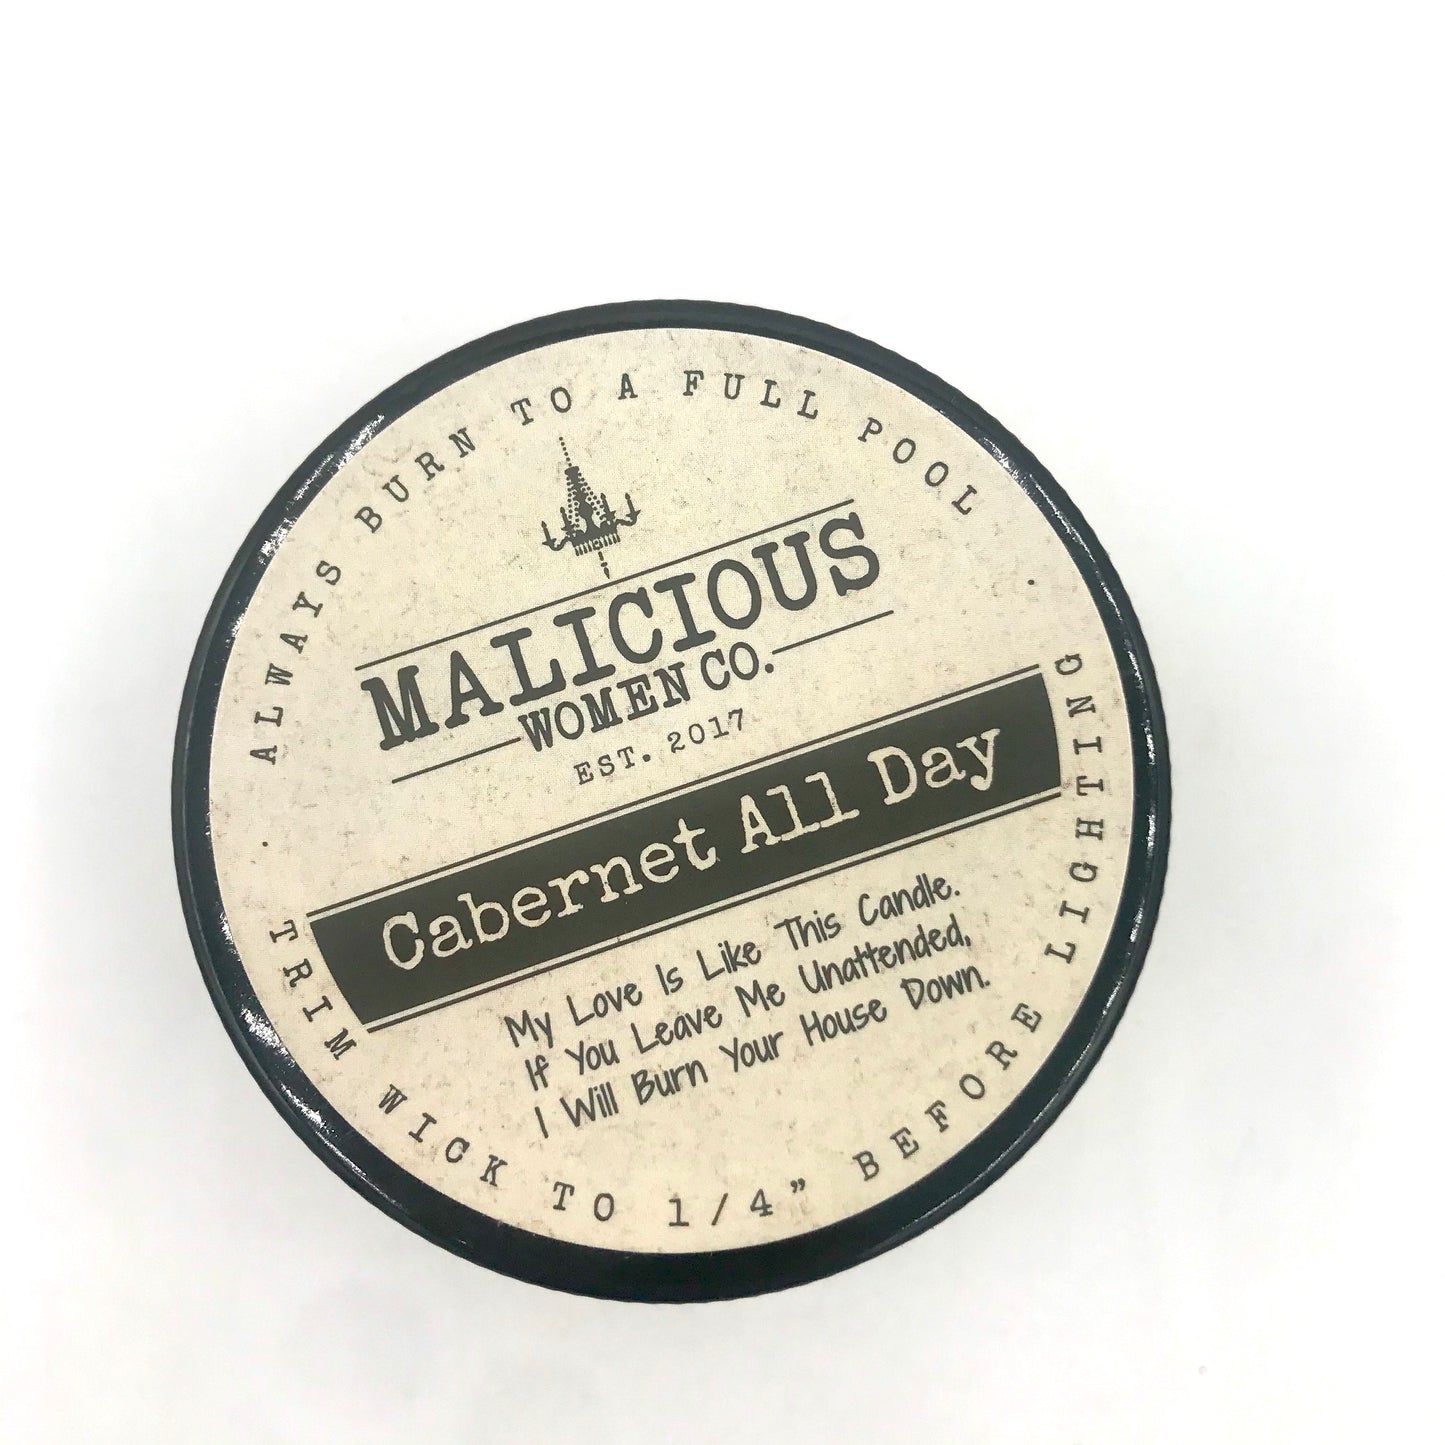 ALWAYS BURN TO A FULL POOL
MALICIOUS
WOMEN CO.
EST. 2017
Cabernet All Day
My Love Is Like This Candle.
If You Leave Me Unattended,
I Will Burn Your House Down.
TRIM WICK TO 1/4” BEFORE LIGHTING